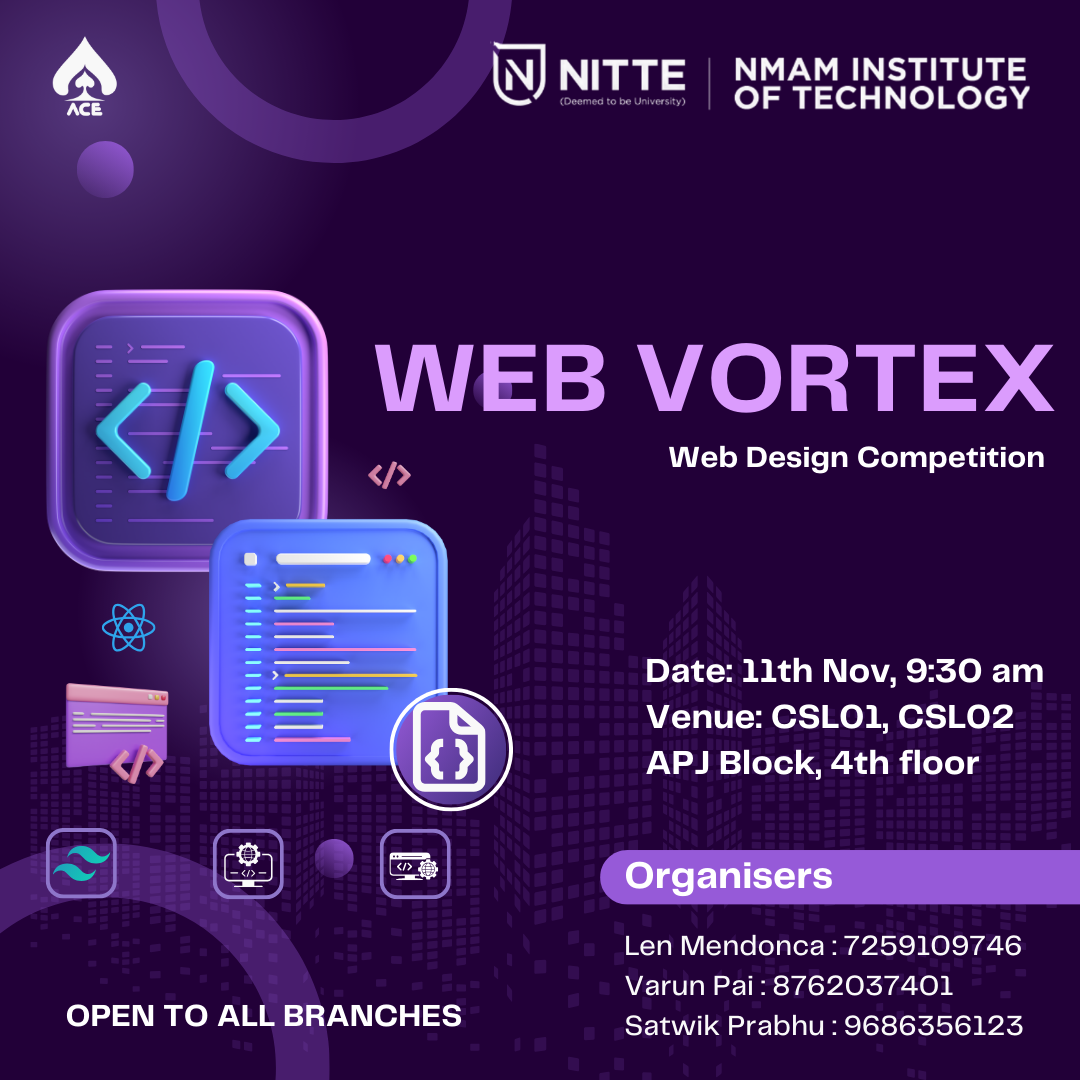 ACE
NITTE
(Deemed to be University)
NMAM INSTITUTE
OF TECHNOLOGY
WEB VORTEX
Web Design Competition
Date: 11th Nov, 9:30 am
Venue: CSL01, CSL02
APJ Block, 4th floor
Organisers
Len Mendonca : 7259109746
Varun Pai : 8762037401
Satwik Prabhu : 9686356123
OPEN TO ALL BRANCHES